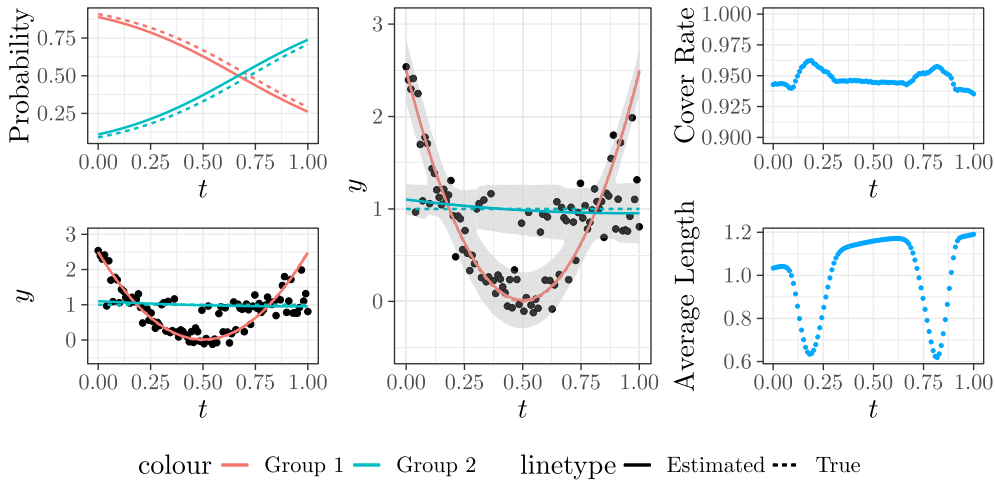 Probability
0.75
0.50
0.25
0.00 0.25 0.50 0.75 1.00
t
y
3
2
1
0
0.00 0.25 0.50 0.75 1.00
t
y
3
2
1
0
0.00 0.25 0.50 0.75 1.00
t
Cover Rate
1.000
0.975
0.950
0.925
0.900
0.00 0.25 0.50 0.75 1.00
t
Average Length
1.2
1.0
0.8
0.6
0.00 0.25 0.50 0.75 1.00
t
colour Group 1 Group 2 linetype Estimated True